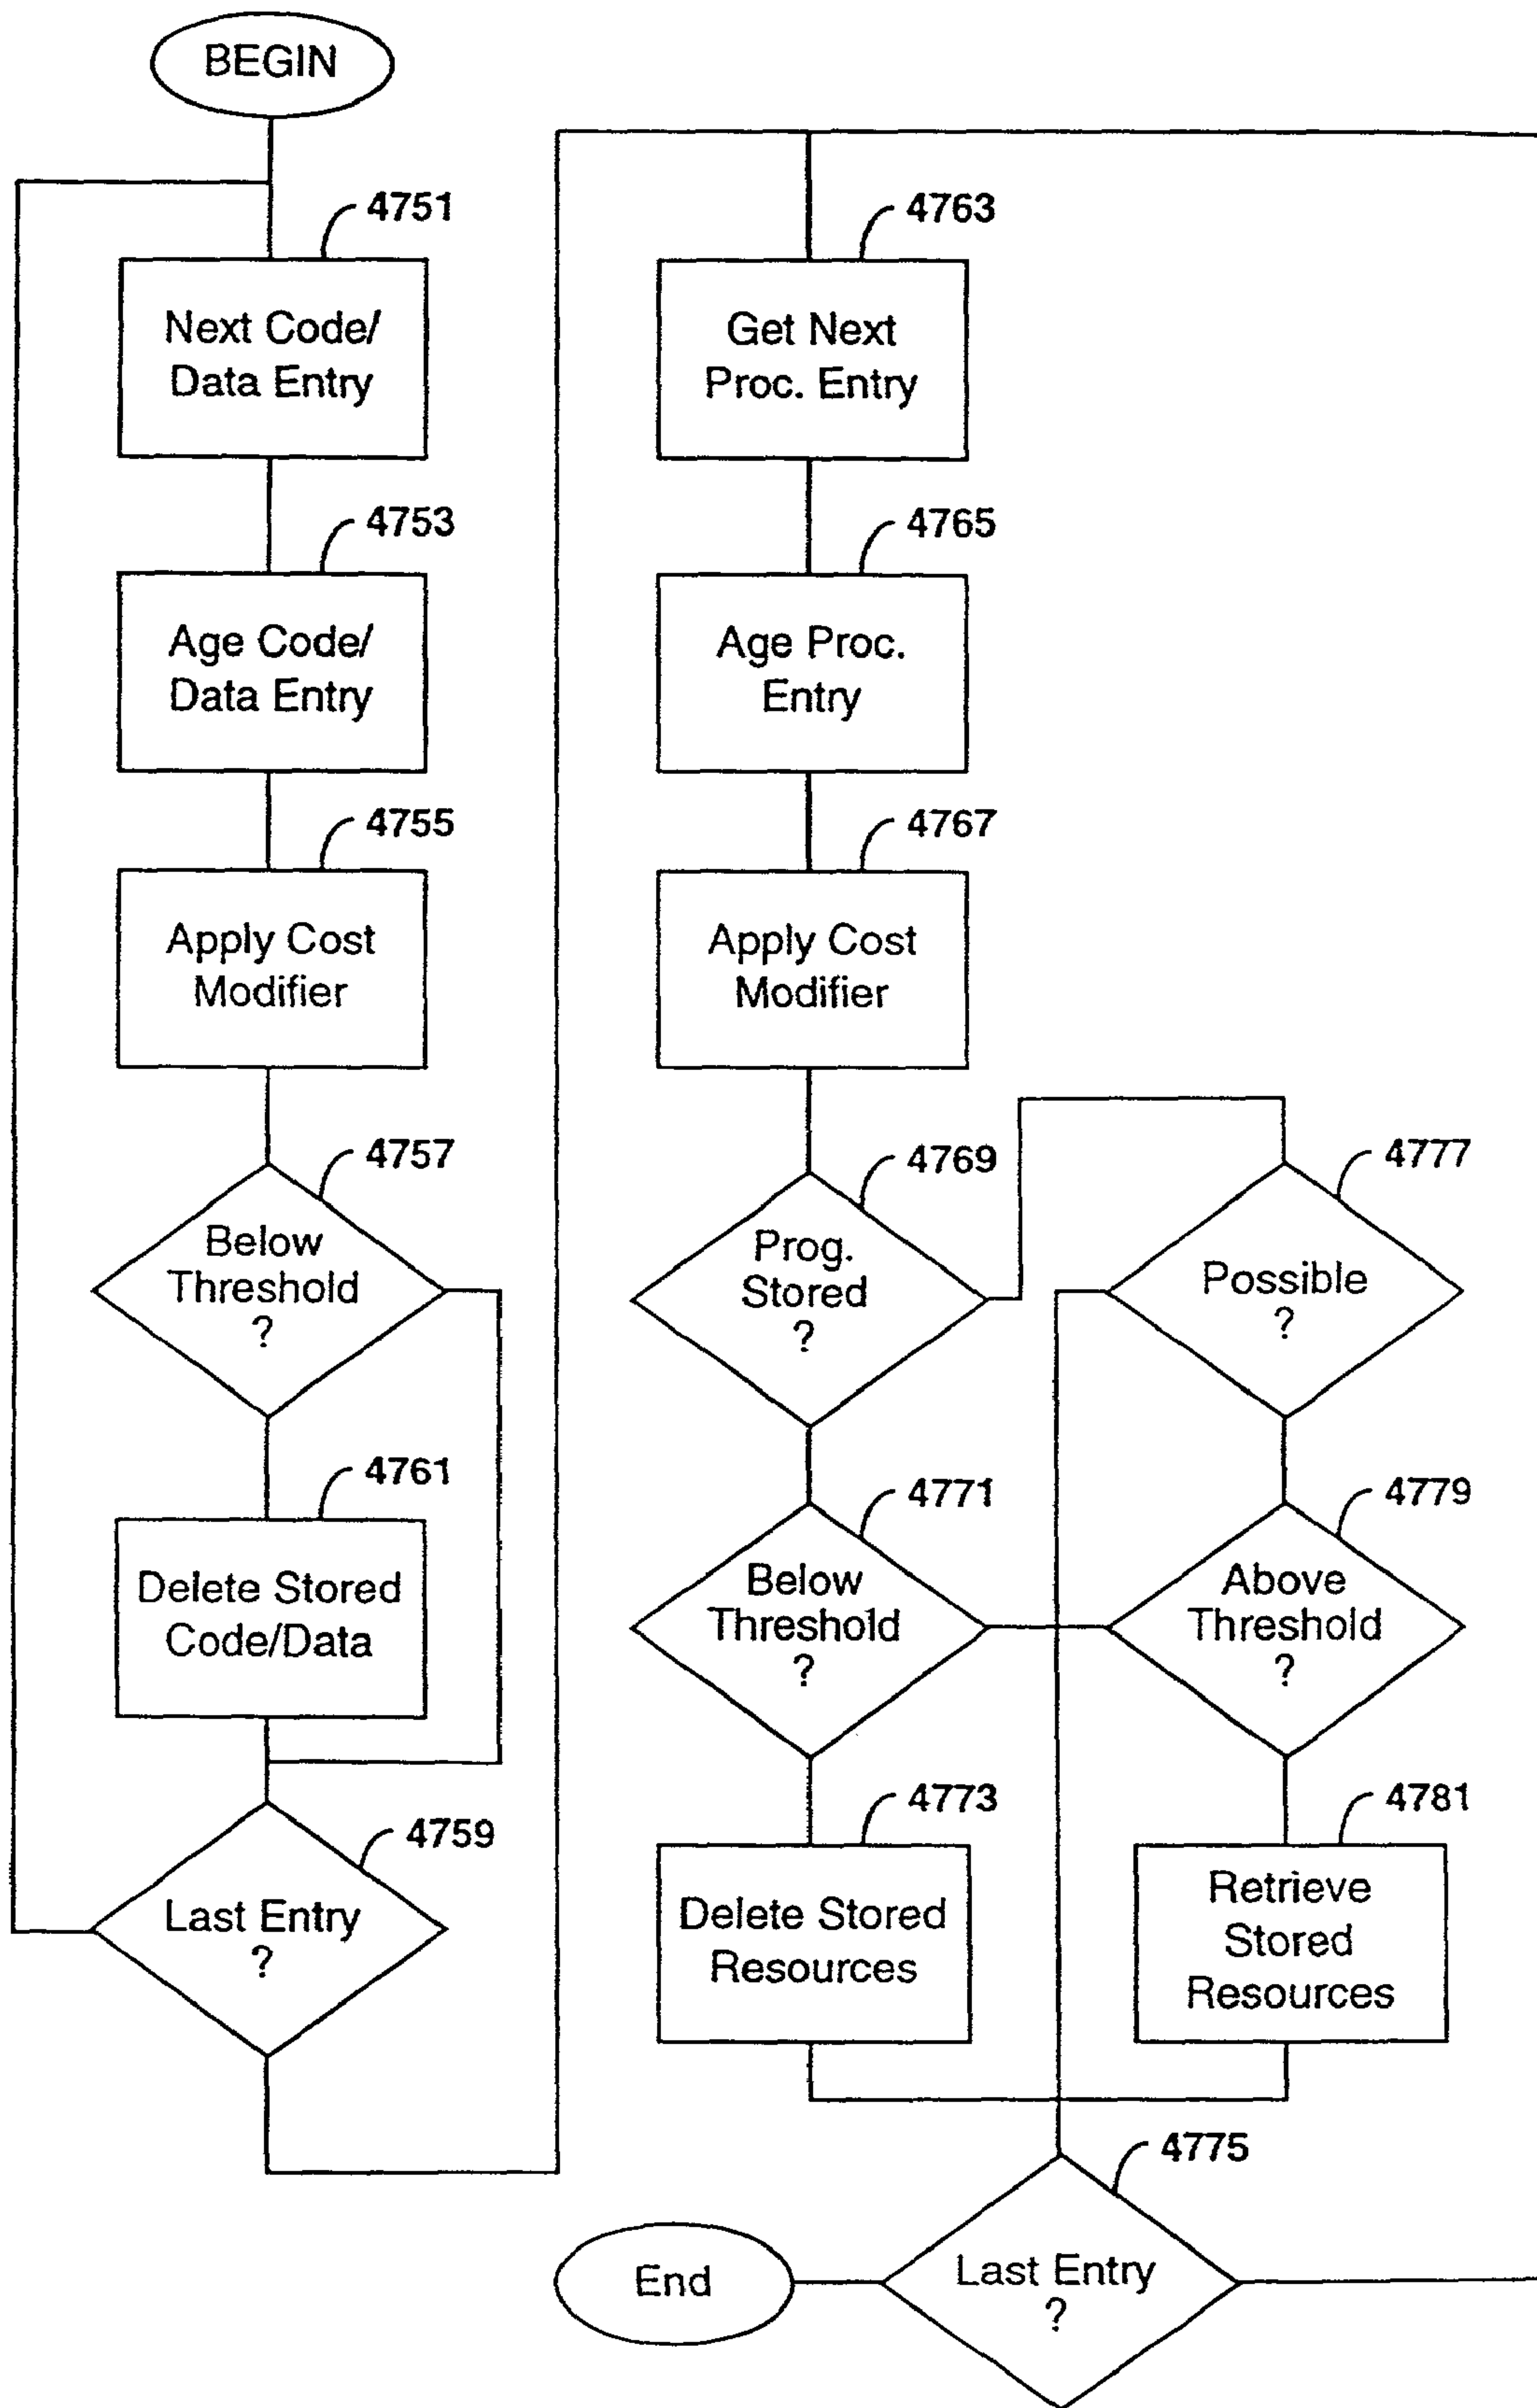 BEGIN
4751
Next Code/
Data Entry
4753
Age Code/
Data Entry
4755
Apply Cost
Modifier
4757
Below
Threshold
?
4761
Delete Stored
Code/Data
4759
Last Entry
?
4763
Get Next
Proc. Entry
4765
Age Proc.
Entry
4767
Apply Cost
Modifier
4769
Prog.
Stored
?
4771
Below
Threshold
?
4773
Delete Stored
Resources
4777
Possible
?
4779
Above
Threshold
?
4781
Retrieve
Stored
Resources
4775
Last Entry
?
End